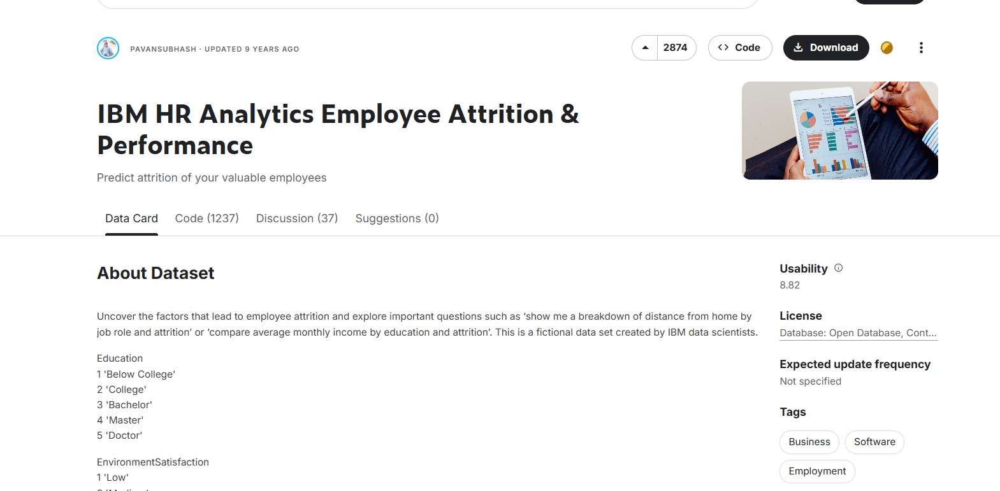 PAVANSUBHASH · UPDATED 9 YEARS AGO
2874
<> Code
Download
IBM HR Analytics Employee Attrition &
Performance
Predict attrition of your valuable employees
Data Card
Code (1237)
Discussion (37)
Suggestions (0)
About Dataset
Uncover the factors that lead to employee attrition and explore important questions such as ‘show me a breakdown of distance from home by
job role and attrition’ or ‘compare average monthly income by education and attrition’. This is a fictional data set created by IBM data scientists.
Education
1 'Below College'
2 'College'
3 'Bachelor'
4 'Master'
5 'Doctor'
EnvironmentSatisfaction
1 'Low'
Usability
8.82
License
Database: Open Database, Cont...
Expected update frequency
Not specified
Tags
Business
Software
Employment